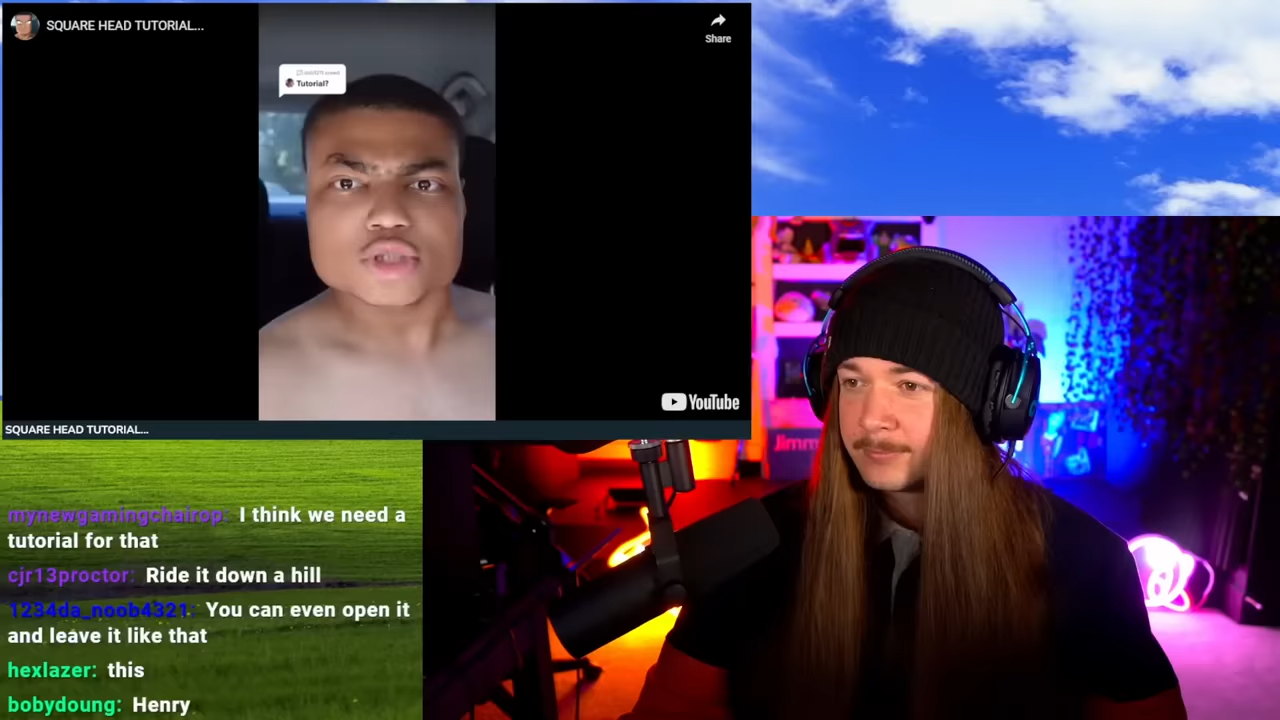 SQUARE HEAD TUTORIAL...
Share
Tutorial?
YouTube
SQUARE HEAD TUTORIAL...
mynewgamingchairop: I think we need a
tutorial for that
cjr13proctor: Ride it down a hill
1234da_noob4321: You can even open it
and leave it like that
hexlazer: this
bobydoung: Henry
Jimm